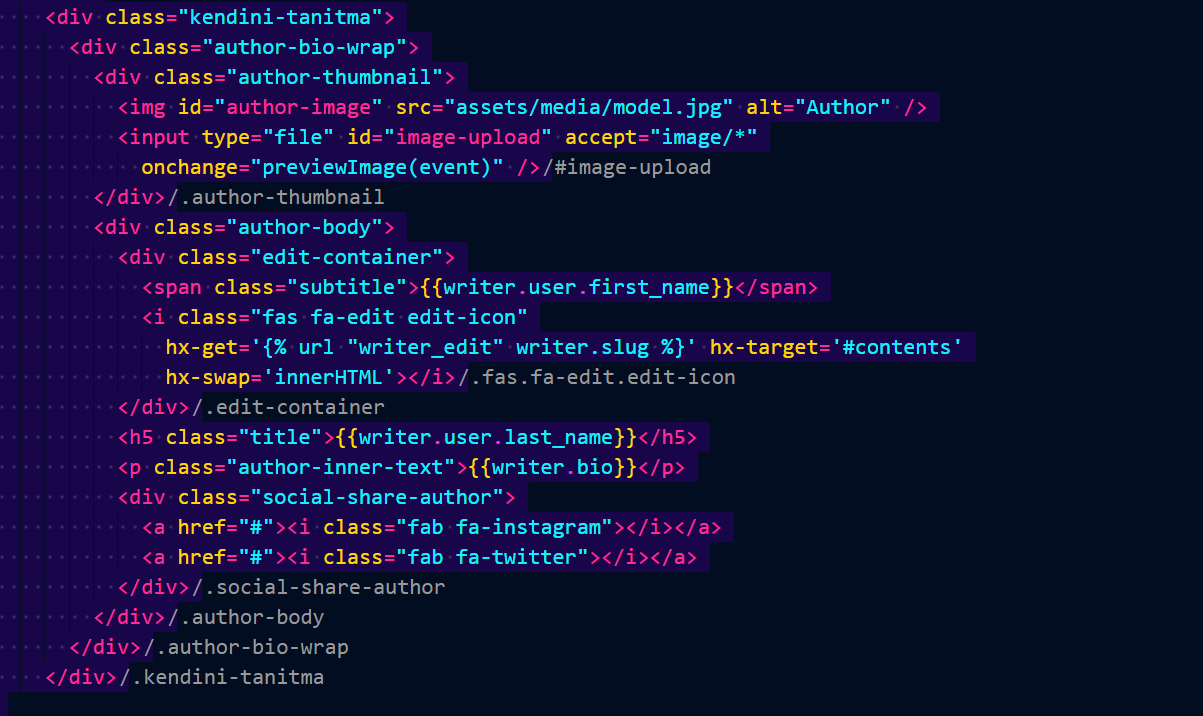 <div class="kendini-tanitma">
<div class="author-bio-wrap">
<div class="author-thumbnail">
<img id="author-image" src="assets/media/model.jpg" alt="Author" />
<input type="file" id="image-upload" accept="image/*"
onchange="previewImage(event)" />/#image-upload
</div>/.author-thumbnail
<div class="author-body">
<div class="edit-container">
<span class="subtitle">{{writer.user.first_name}}</span>
<i class="fas fa-edit edit-icon"
hx-get='{% url "writer_edit" writer.slug %}' hx-target='#contents'
hx-swap='innerHTML'></i>/.fas.fa-edit.edit-icon
</div>/.edit-container
<h5 class="title">{{writer.user.last_name}}</h5>
<p class="author-inner-text">{{writer.bio}}</p>
<div class="social-share-author">
<a href="#"><i class="fab fa-instagram"></i></a>
<a href="#"><i class="fab fa-twitter"></i></a>
</div>/.social-share-author
</div>/.author-body
</div>/.author-bio-wrap
</div>/.kendini-tanitma